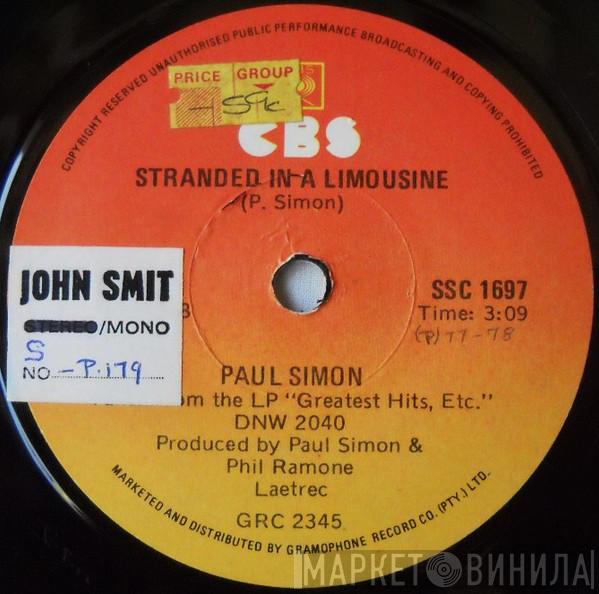 COPYRIGHT RESERVED UNAUTHORISED PUBLIC PERFORMANCE BROADCASTING AND COPYING PROHIBITED
PRICE GROUP
59c
CBS
STRANDED IN A LIMOUSINE
(P. Simon)
JOHN SMIT
STEREO/MONO
S
NO -P.179
SSC 1697
Time: 3:09
(P) 77-78
PAUL SIMON
from the LP "Greatest Hits, Etc."
DNW 2040
Produced by Paul Simon &
Phil Ramone
Laetrec
GRC 2345
MARKETED AND DISTRIBUTED BY GRAMOPHONE RECORD CO. (PTY.) LTD.
МАРКЕТ ВИНИЛА